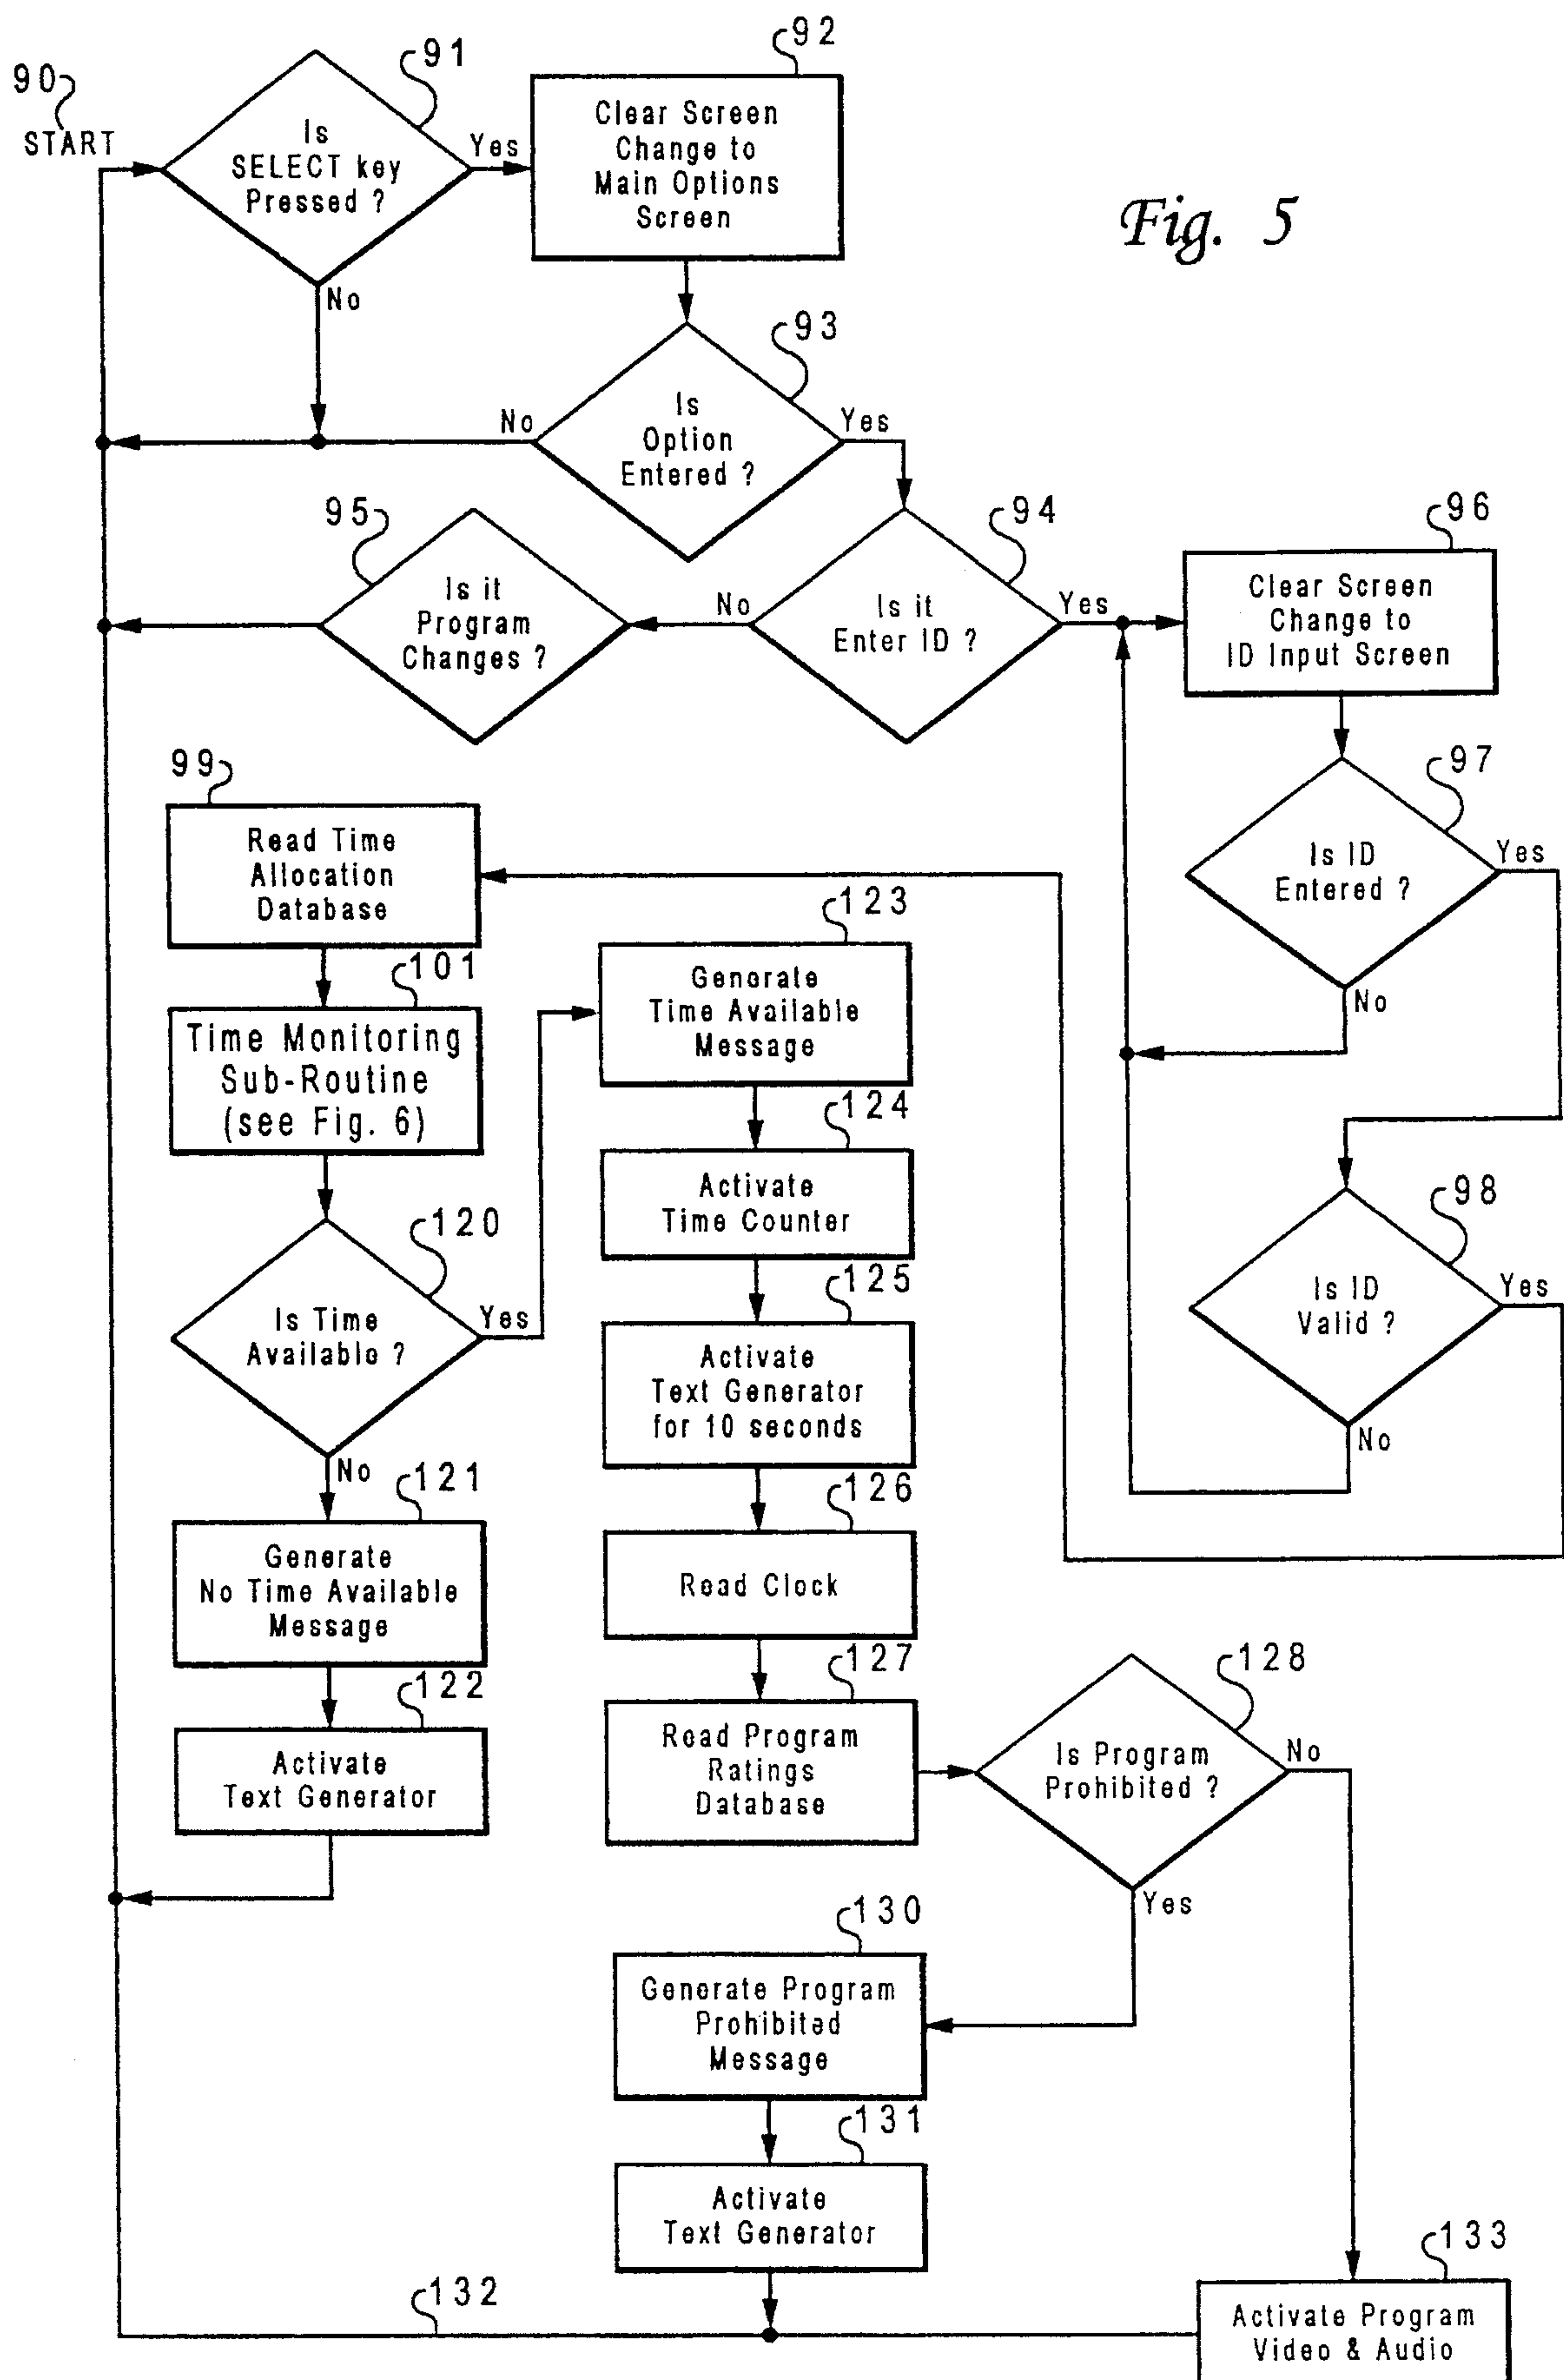 90
START
91
Is
SELECT key
Pressed ?
Yes
No
92
Clear Screen
Change to
Main Options
Screen
Fig. 5
93
Is
Option
Entered ?
No
Yes
94
Is it
Enter ID ?
No
Yes
95
Is it
Program
Changes ?
96
Clear Screen
Change to
ID Input Screen
97
Is ID
Entered ?
Yes
No
98
Is ID
Valid ?
Yes
No
99
Read Time
Allocation
Database
101
Time Monitoring
Sub-Routine
(see Fig. 6)
120
Is Time
Available ?
Yes
No
121
Generate
No Time Available
Message
122
Activate
Text Generator
123
Generate
Time Available
Message
124
Activate
Time Counter
125
Activate
Text Generator
for 10 seconds
126
Read Clock
127
Read Program
Ratings
Database
128
Is Program
Prohibited ?
No
Yes
130
Generate Program
Prohibited
Message
131
Activate
Text Generator
132
133
Activate Program
Video & Audio